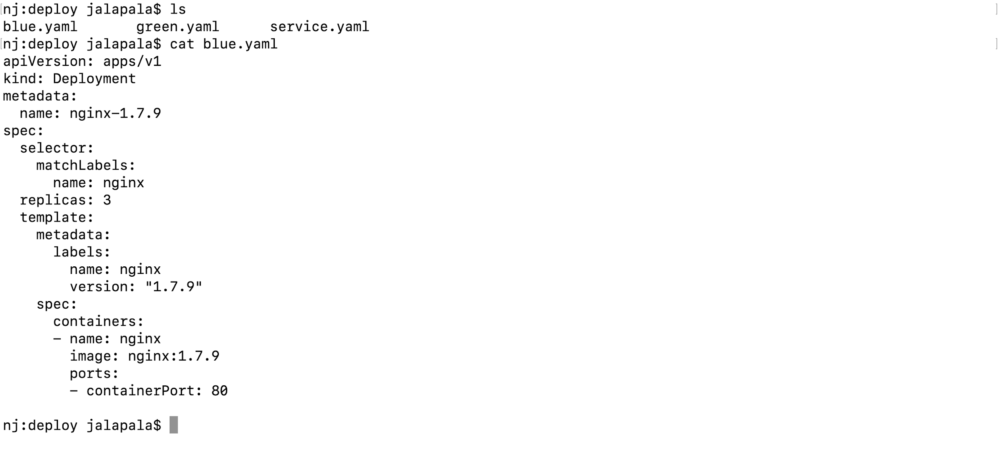 [nj:deploy jalapala$ ls ]
blue.yaml       green.yaml      service.yaml
[nj:deploy jalapala$ cat blue.yaml ]
apiVersion: apps/v1
kind: Deployment
metadata:
  name: nginx-1.7.9
spec:
  selector:
    matchLabels:
      name: nginx
  replicas: 3
  template:
    metadata:
      labels:
        name: nginx
        version: "1.7.9"
    spec:
      containers:
      - name: nginx
        image: nginx:1.7.9
        ports:
        - containerPort: 80

nj:deploy jalapala$